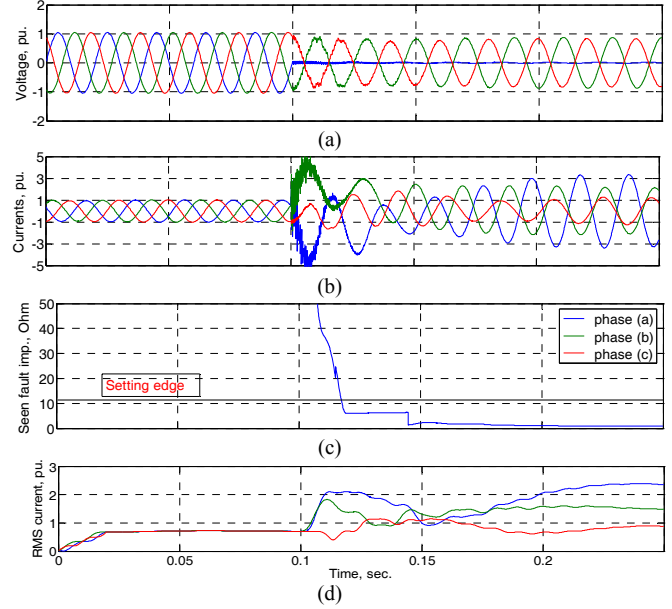 2
1
0
-1
-2
Voltage, pu.
(a)
5
3
1
-1
-3
-5
Currents, pu.
(b)
50
40
30
20
10
0
Seen fault imp., Ohm
Setting edge
phase (a)
phase (b)
phase (c)
(c)
3
2
1
0
RMS current, pu.
0
0.05
0.1
0.15
0.2
Time, sec.
(d)